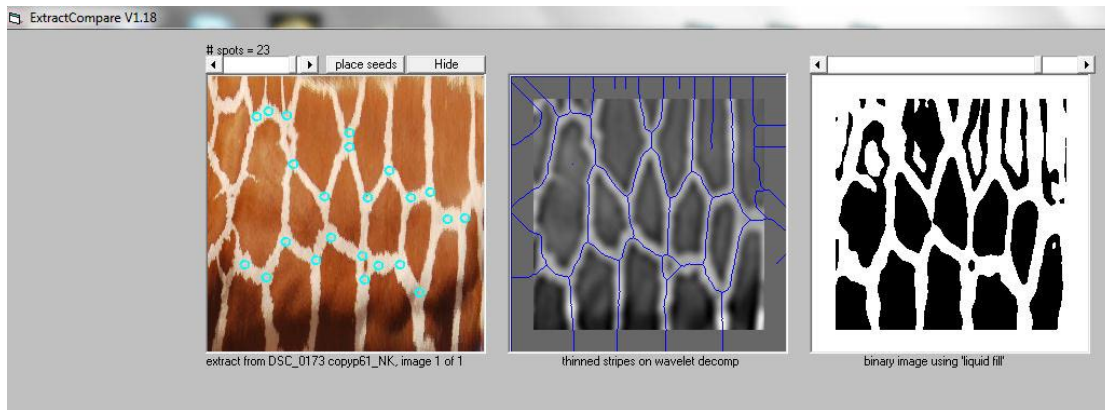 ExtractCompare V1.18
# spots = 23
place seeds
Hide
extract from DSC_0173 copyp61_NK, image 1 of 1
thinned stripes on wavelet decomp
binary image using 'liquid fill'